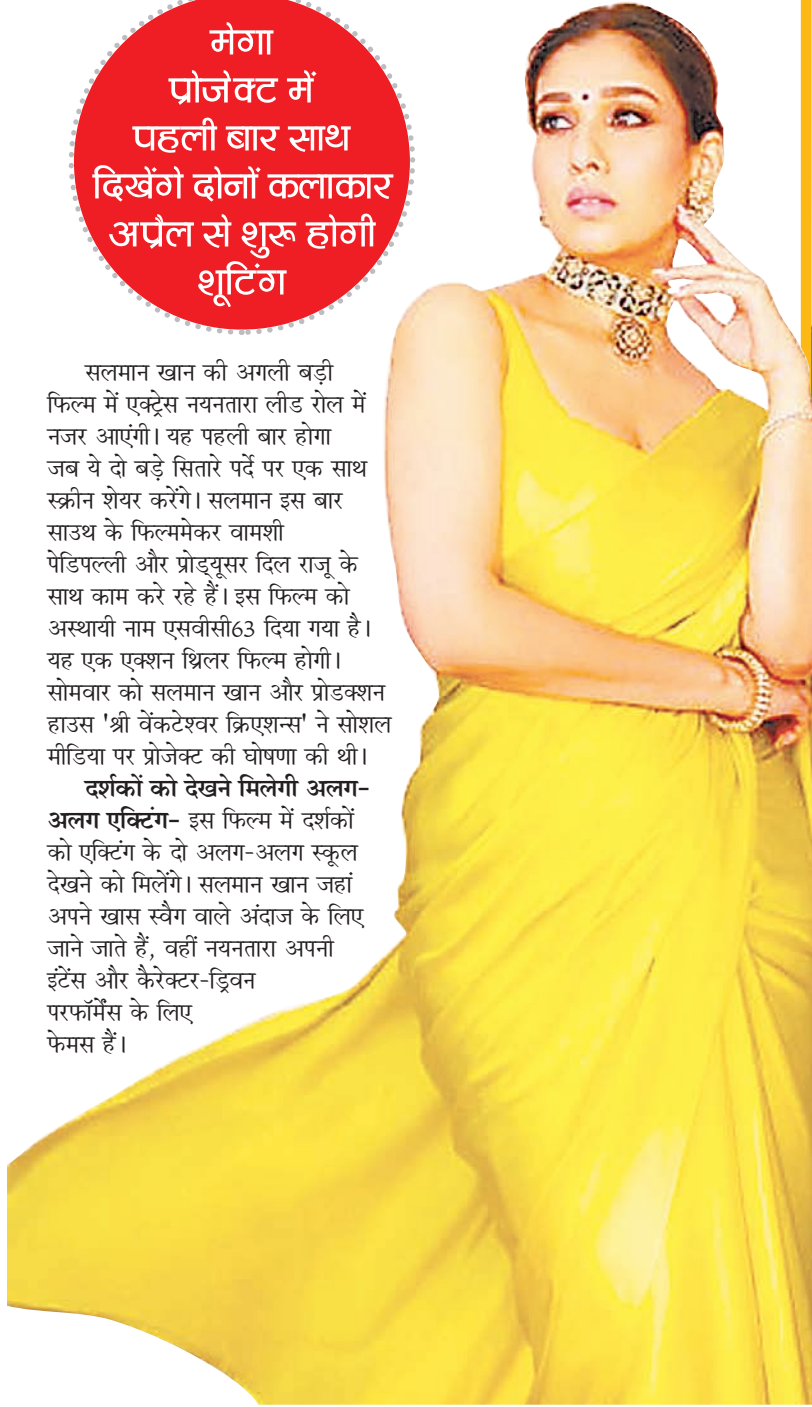 मेगा
प्रोजेक्ट में
पहली बार साथ
दिखेंगे दोनों कलाकार
अप्रैल से शुरू होगी
शूटिंग
सलमान खान की अगली बड़ी
फिल्म में एक्ट्रेस नयनतारा लीड रोल में
नजर आएंगी। यह पहली बार होगा
जब ये दो बड़े सितारे पर्दे पर एक साथ
स्क्रीन शेयर करेंगे। सलमान इस बार
साउथ के फिल्ममेकर वामशी
पेडिपल्ली और प्रोड्यूसर दिल राजू के
साथ काम करे रहे हैं। इस फिल्म को
अस्थायी नाम एसवीसी63 दिया गया है।
यह एक एक्शन थ्रिलर फिल्म होगी।
सोमवार को सलमान खान और प्रोडक्शन
हाउस 'श्री वेंकटेश्वर क्रिएशन्स' ने सोशल
मीडिया पर प्रोजेक्ट की घोषणा की थी।
दर्शकों को देखने मिलेगी अलग-
अलग एक्टिंग- इस फिल्म में दर्शकों
को एक्टिंग के दो अलग-अलग स्कूल
देखने को मिलेंगे। सलमान खान जहां
अपने खास स्वैग वाले अंदाज के लिए
जाने जाते हैं, वहीं नयनतारा अपनी
इंटेंस और कैरेक्टर-ड्रिवन
परफॉर्मेंस के लिए
फेमस हैं।